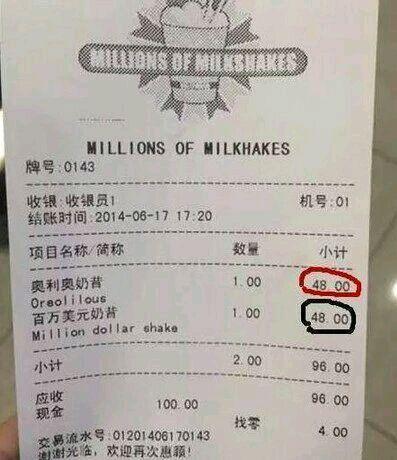 MILLIONS OF MILKSHAKES
MILLIONS OF MILKHAKES
牌号:0143
收银:收银员1 机号:01
结账时间:2014-06-17 17:20
项目名称/简称 数量 小计
奥利奥奶昔 1.00 48.00
Oreolilous
百万美元奶昔 1.00 48.00
Million dollar shake
小计 2.00 96.00
应收 96.00
现金 100.00 找零 4.00
交易流水号:01201406170143
谢谢光临，欢迎再次惠顾!